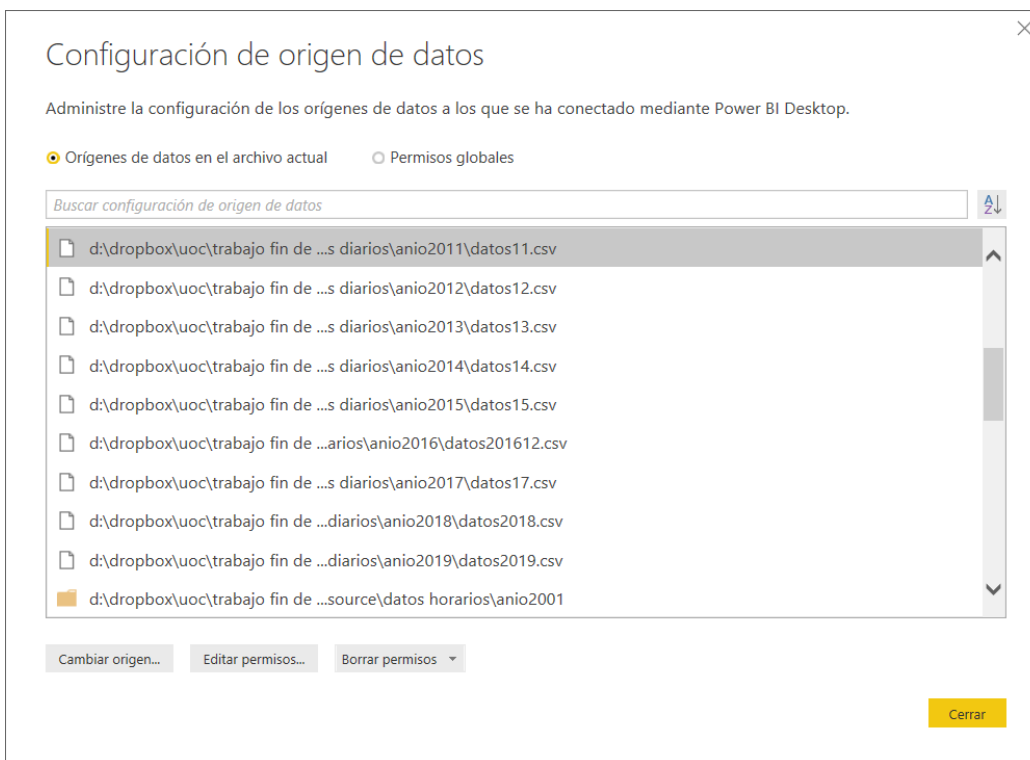 Configuración de origen de datos
Administre la configuración de los orígenes de datos a los que se ha conectado mediante Power BI Desktop.
Orígenes de datos en el archivo actual Permisos globales
Buscar configuración de origen de datos
d:\dropbox\uoc\trabajo fin de ...s diarios\anio2011\datos11.csv
d:\dropbox\uoc\trabajo fin de ...s diarios\anio2012\datos12.csv
d:\dropbox\uoc\trabajo fin de ...s diarios\anio2013\datos13.csv
d:\dropbox\uoc\trabajo fin de ...s diarios\anio2014\datos14.csv
d:\dropbox\uoc\trabajo fin de ...s diarios\anio2015\datos15.csv
d:\dropbox\uoc\trabajo fin de ...arios\anio2016\datos201612.csv
d:\dropbox\uoc\trabajo fin de ...s diarios\anio2017\datos17.csv
d:\dropbox\uoc\trabajo fin de ...diarios\anio2018\datos2018.csv
d:\dropbox\uoc\trabajo fin de ...diarios\anio2019\datos2019.csv
d:\dropbox\uoc\trabajo fin de ...source\datos horarios\anio2001
Cambiar origen... Editar permisos... Borrar permisos
Cerrar